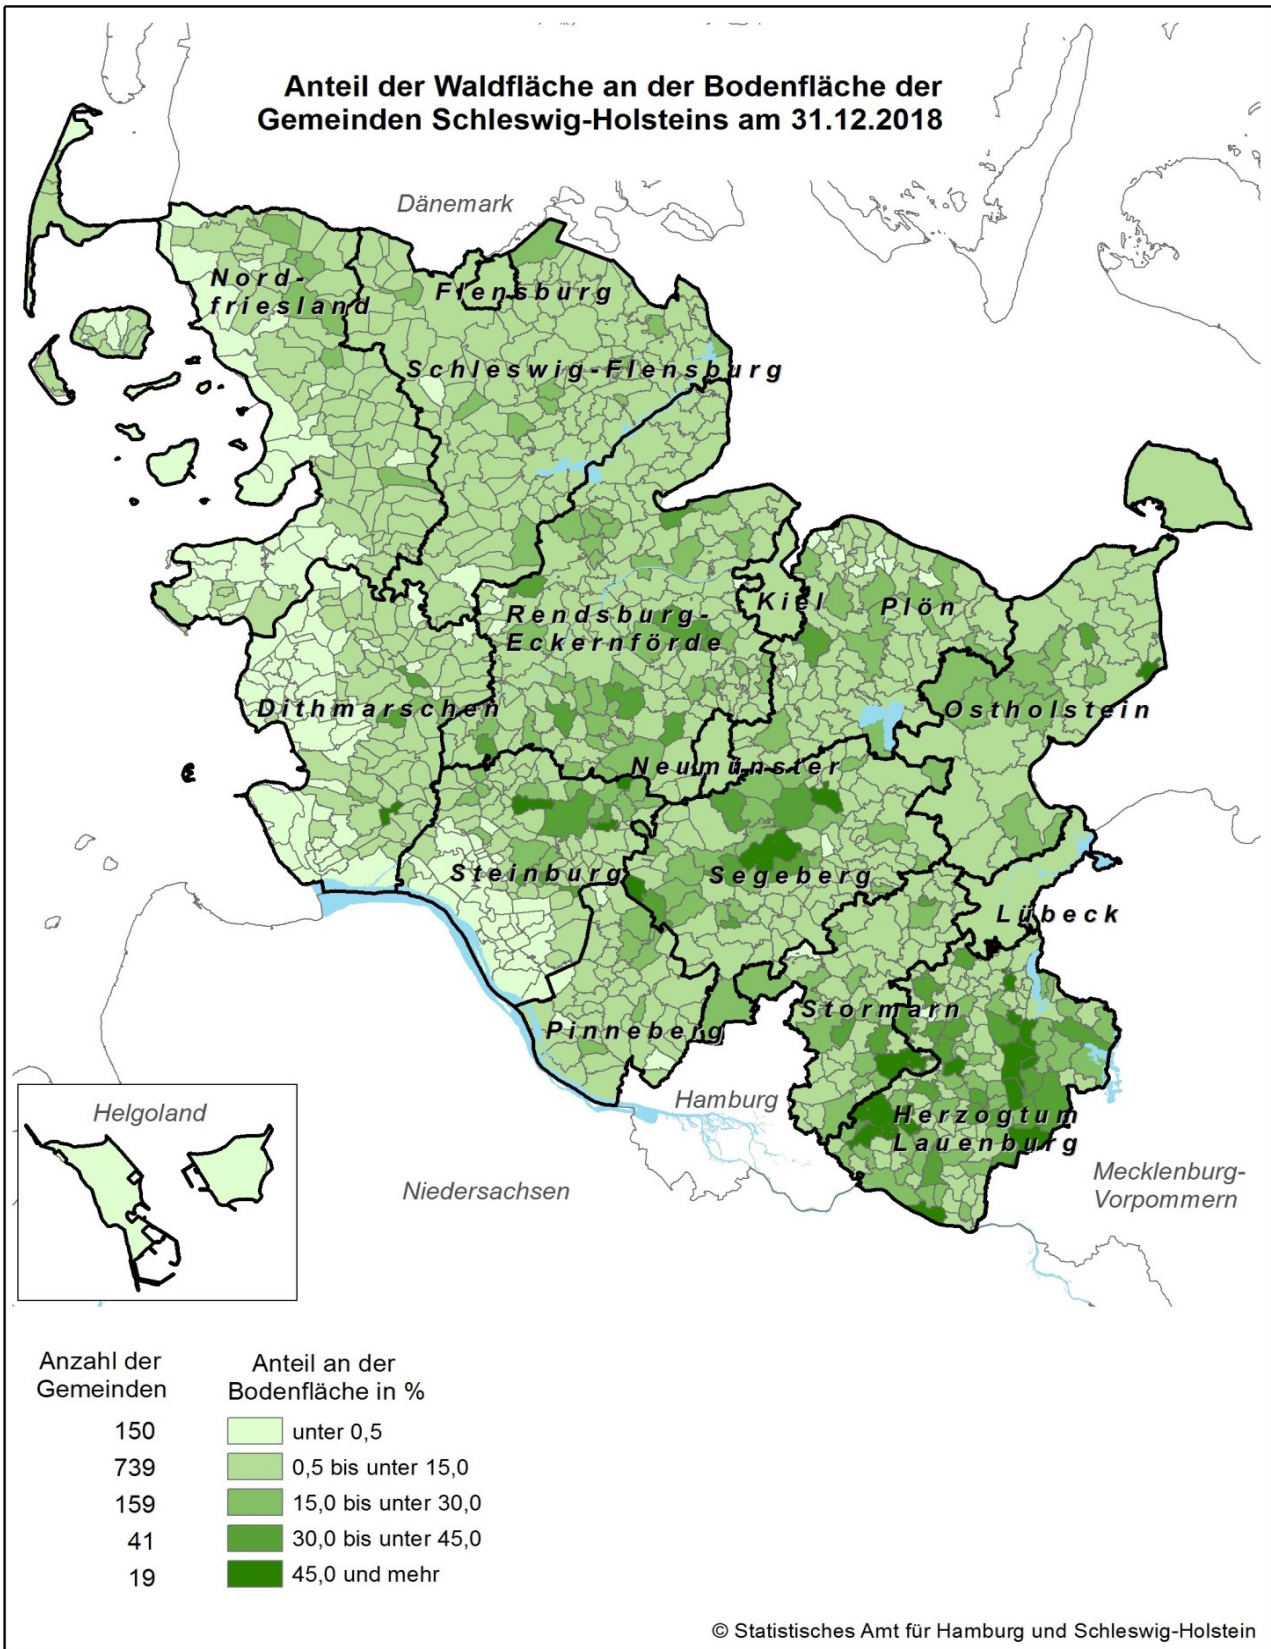 Anteil der Waldfläche an der Bodenfläche der
Gemeinden Schleswig-Holsteins am 31.12.2018
Dänemark
Nord-
friesland
Flensburg
Schleswig-Flensburg
Rendsburg-
Eckernförde
Kiel
Plön
Dithmarschen
Ostholstein
Neumünster
Steinburg
Segeberg
Lübeck
Stormarn
Pinneberg
Helgoland
Hamburg
Herzogtum
Lauenburg
Niedersachsen
Mecklenburg-
Vorpommern
Anzahl der
Gemeinden
Anteil an der
Bodenfläche in %
150 unter 0,5
739 0,5 bis unter 15,0
159 15,0 bis unter 30,0
41 30,0 bis unter 45,0
19 45,0 und mehr
© Statistisches Amt für Hamburg und Schleswig-Holstein